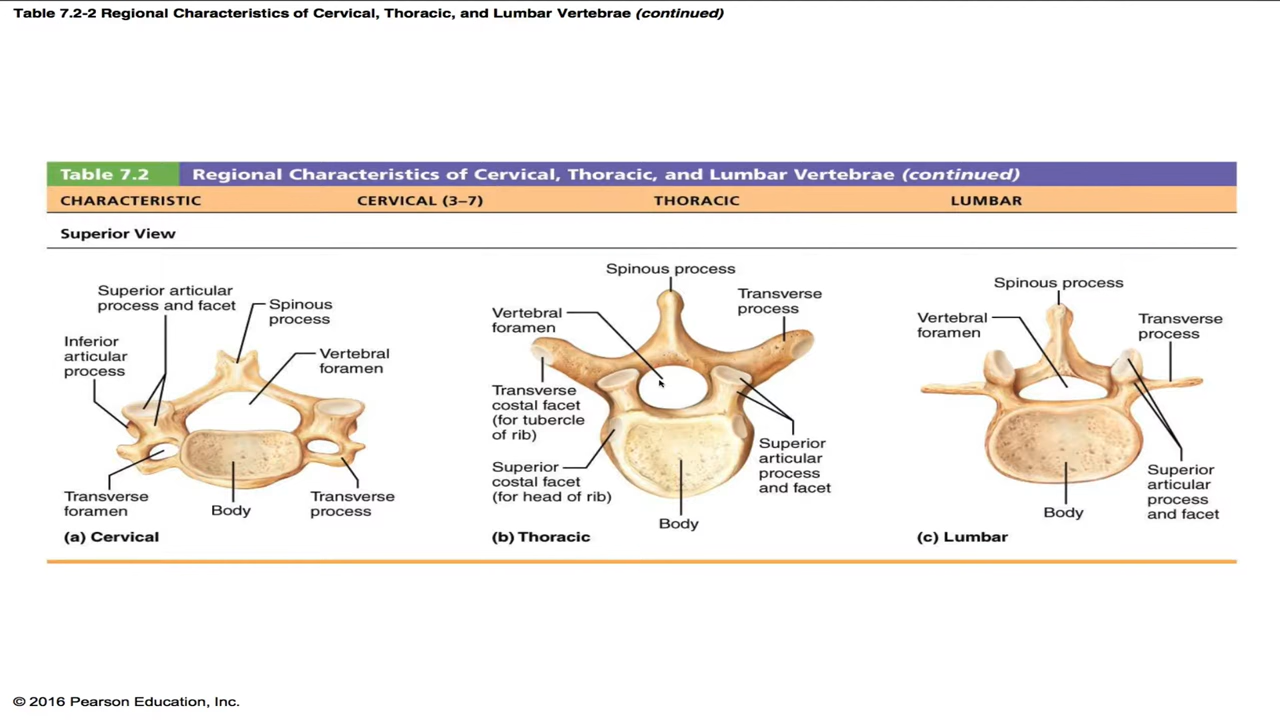 Table 7.2-2 Regional Characteristics of Cervical, Thoracic, and Lumbar Vertebrae (continued)
Table 7.2 Regional Characteristics of Cervical, Thoracic, and Lumbar Vertebrae (continued)
CHARACTERISTIC CERVICAL (3–7) THORACIC LUMBAR
Superior View
Superior articular
process and facet
Spinous
process
Inferior
articular
process
Vertebral
foramen
Transverse
foramen
Body
Transverse
process
(a) Cervical
Spinous process
Vertebral
foramen
Transverse
process
Transverse
costal facet
(for tubercle
of rib)
Superior
costal facet
(for head of rib)
Superior
articular
process
and facet
Body
(b) Thoracic
Spinous process
Vertebral
foramen
Transverse
process
Superior
articular
process
and facet
Body
(c) Lumbar
© 2016 Pearson Education, Inc.